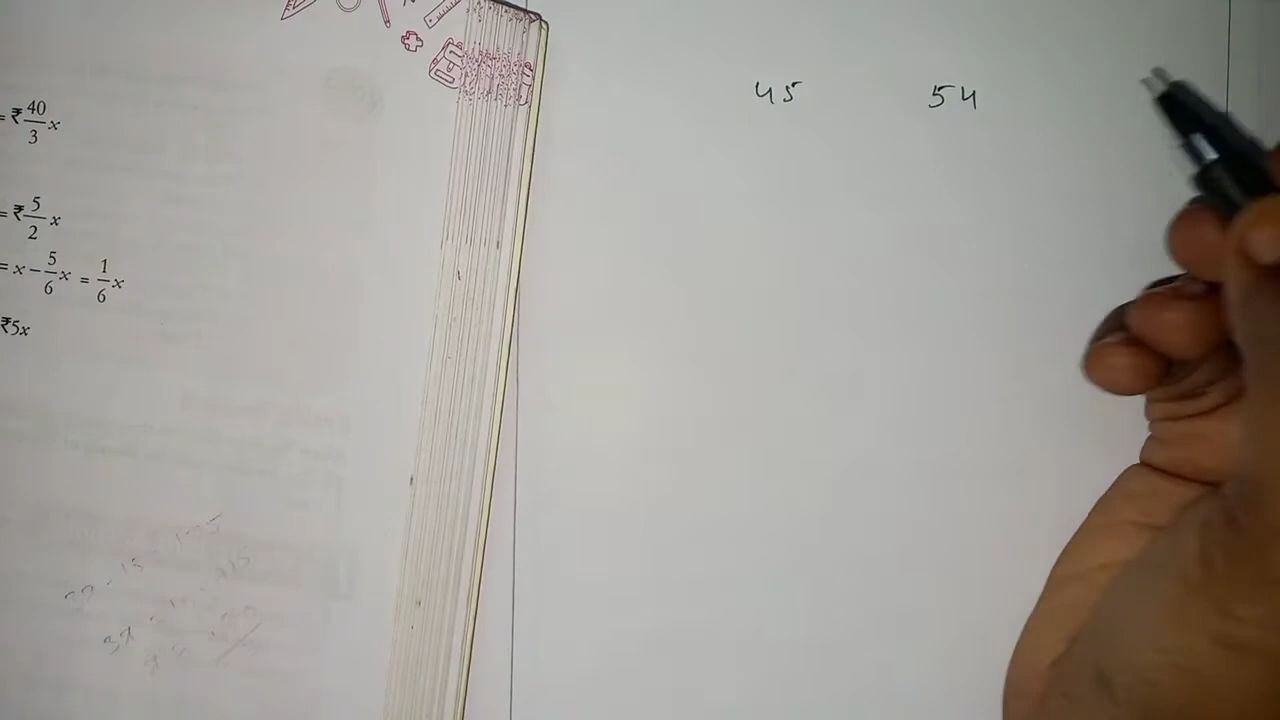 = ₹40/3 x
= ₹5/2 x
= x - 5/6 x = 1/6 x
₹5x
45 54